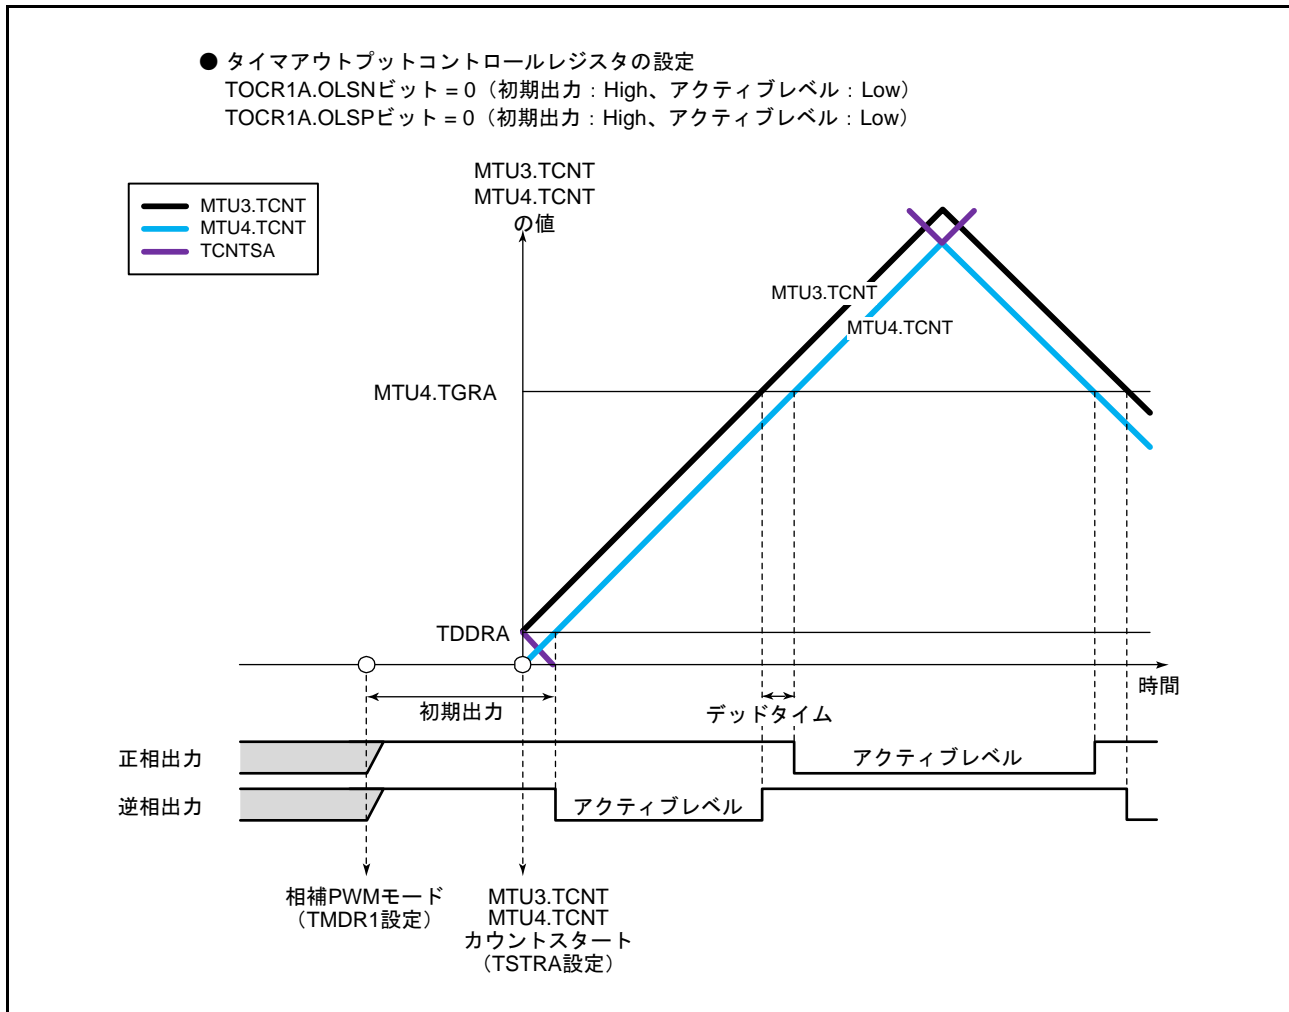 ● タイマアウトプットコントロールレジスタの設定
TOCR1A.OLSNビット = 0（初期出力：High、アクティブレベル：Low）
TOCR1A.OLSPビット = 0（初期出力：High、アクティブレベル：Low）
MTU3.TCNT
MTU4.TCNT
の値
MTU3.TCNT
MTU4.TCNT
TCNTSA
MTU3.TCNT
MTU4.TCNT
MTU4.TGRA
TDDRA
時間
初期出力
デッドタイム
正相出力
アクティブレベル
逆相出力
アクティブレベル
相補PWMモード
（TMDR1設定）
MTU3.TCNT
MTU4.TCNT
カウントスタート
（TSTRA設定）